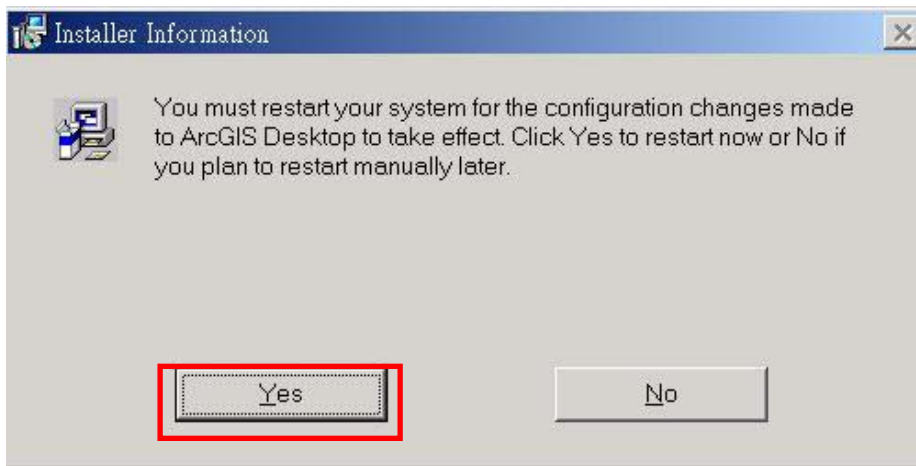 Installer Information
You must restart your system for the configuration changes made
to ArcGIS Desktop to take effect. Click Yes to restart now or No if
you plan to restart manually later.
Yes
No